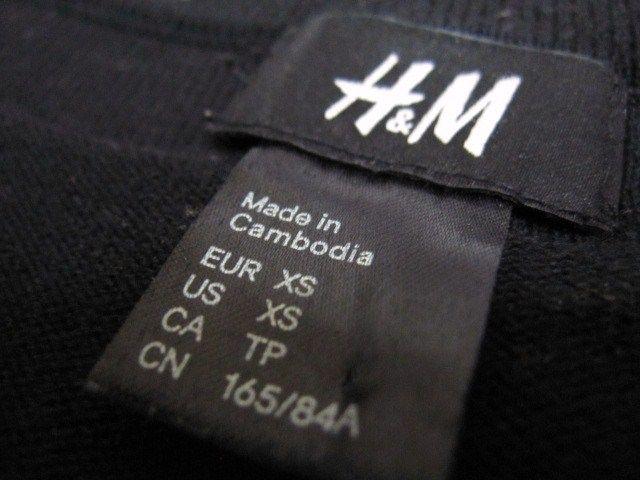 H&M
Made in
Cambodia
EUR XS
US XS
CA TP
CN 165/84A